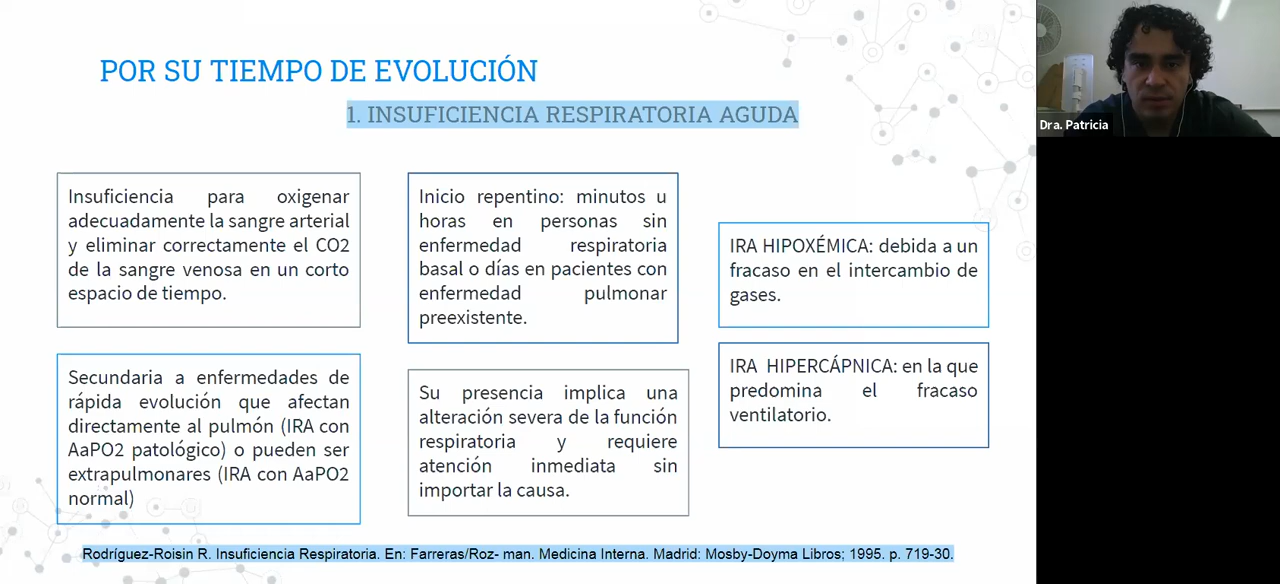 POR SU TIEMPO DE EVOLUCIÓN
1. INSUFICIENCIA RESPIRATORIA AGUDA
Insuficiencia para oxigenar
adecuadamente la sangre arterial
y eliminar correctamente el CO2
de la sangre venosa en un corto
espacio de tiempo.
Secundaria a enfermedades de
rápida evolución que afectan
directamente al pulmón (IRA con
AaPO2 patológico) o pueden ser
extrapulmonares (IRA con AaPO2
normal)
Inicio repentino: minutos u
horas en personas sin
enfermedad respiratoria
basal o días en pacientes con
enfermedad pulmonar
preexistente.
Su presencia implica una
alteración severa de la función
respiratoria y requiere
atención inmediata sin
importar la causa.
IRA HIPOXÉMICA: debida a un
fracaso en el intercambio de
gases.
IRA HIPERCÁPNICA: en la que
predomina el fracaso
ventilatorio.
Rodríguez-Roisin R. Insuficiencia Respiratoria. En: Farreras/Roz- man. Medicina Interna. Madrid: Mosby-Doyma Libros; 1995. p. 719-30.
Dra. Patricia